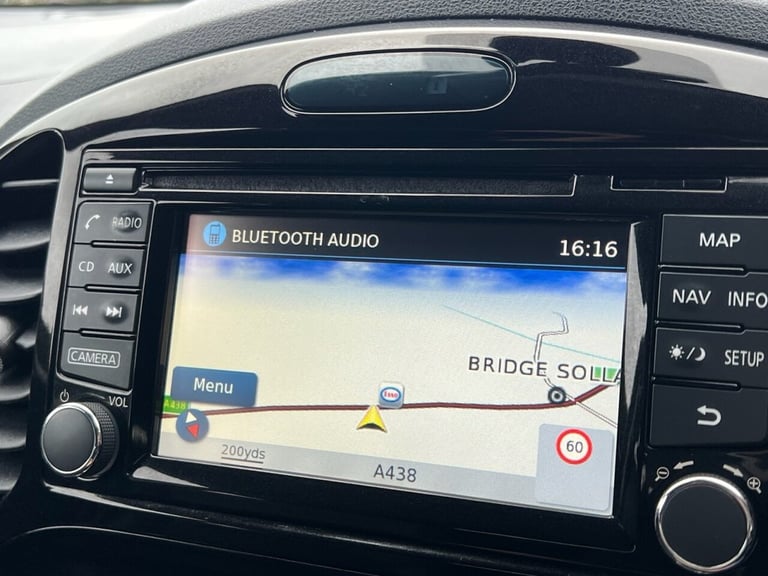 BLUETOOTH AUDIO 16:16
RADIO
CD AUX
CAMERA
VOL
MAP
NAV INFO
SETUP
BRIDGE SOLLA
Esso
Menu
A438
200yds
A438
60